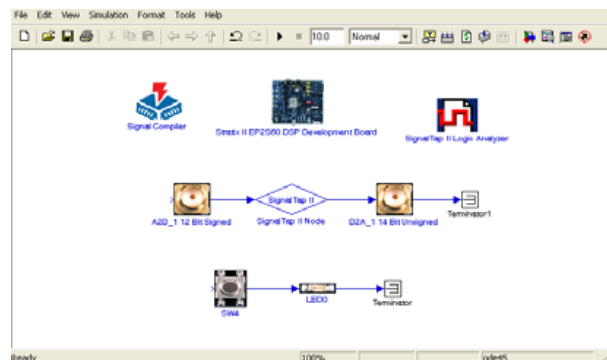 File Edit View Simulation Format Tools Help
10.0 Normal
Signal Compiler
Stratix II EP2S60 DSP Development Board
SignalTap II Logic Analyzer
SignalTap II
A2D_1 12 Bit Signed
SignalTap II Node
D2A_1 14 Bit Unsigned
Terminator1
SW4
LED0
Terminator
Ready 100% ode45